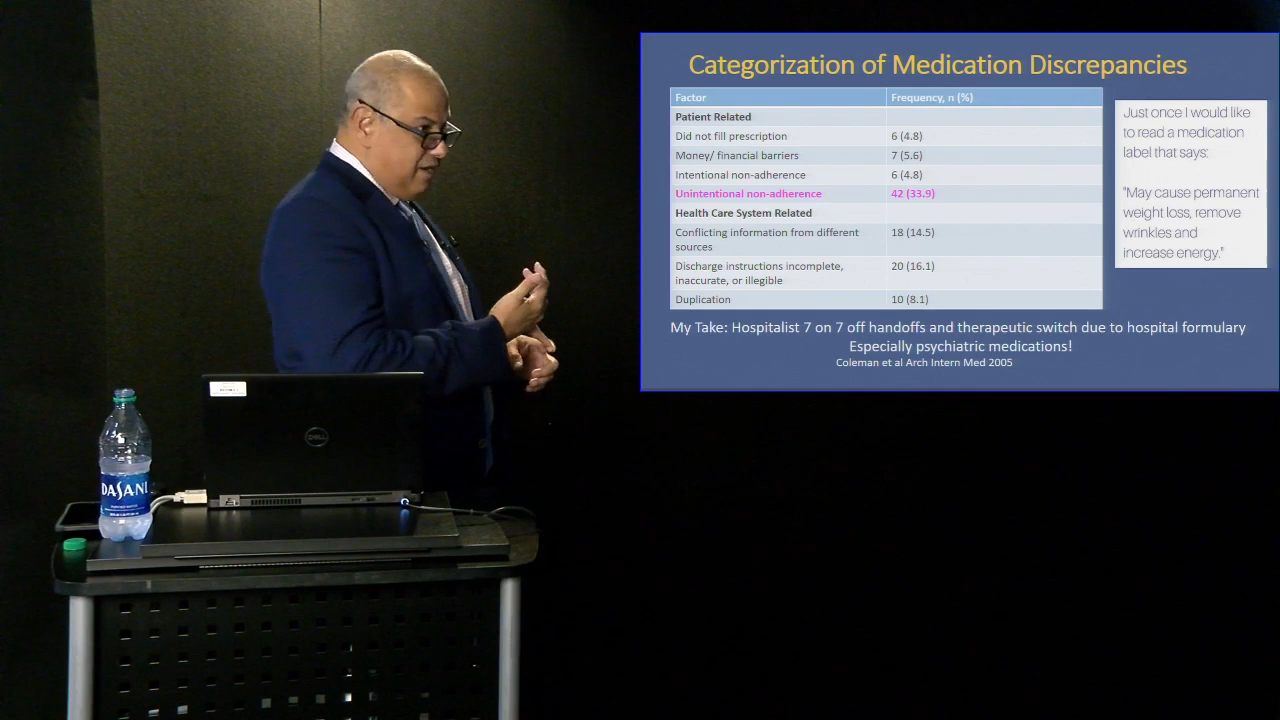 Categorization of Medication Discrepancies
Factor Frequency, n (%)
Patient Related
Did not fill prescription 6 (4.8)
Money/ financial barriers 7 (5.6)
Intentional non-adherence 6 (4.8)
Unintentional non-adherence 42 (33.9)
Health Care System Related
Conflicting information from different 18 (14.5)
sources
Discharge instructions incomplete, 20 (16.1)
inaccurate, or illegible
Duplication 10 (8.1)
Just once I would like
to read a medication
label that says:
"May cause permanent
weight loss, remove
wrinkles and
increase energy."
My Take: Hospitalist 7 on 7 off handoffs and therapeutic switch due to hospital formulary
Especially psychiatric medications!
Coleman et al Arch Intern Med 2005
DELL
DASANI